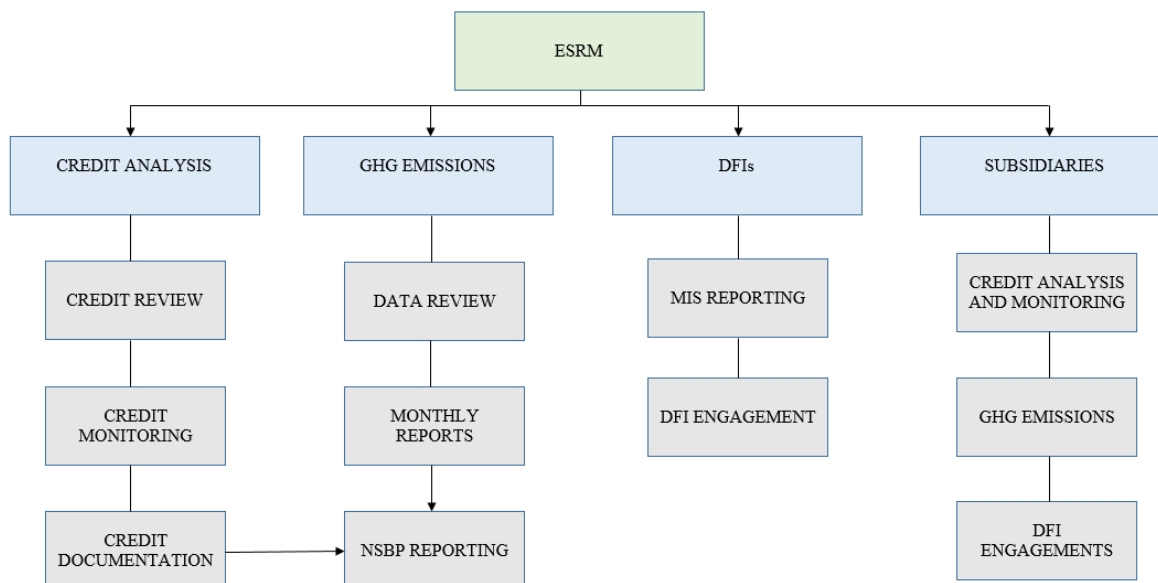 ESRM
CREDIT ANALYSIS
GHG EMISSIONS
DFIs
SUBSIDIARIES
CREDIT REVIEW
DATA REVIEW
MIS REPORTING
CREDIT ANALYSIS
AND MONITORING
CREDIT
MONITORING
MONTHLY
REPORTS
DFI ENGAGEMENT
GHG EMISSIONS
CREDIT
DOCUMENTATION
NSBP REPORTING
DFI
ENGAGEMENTS